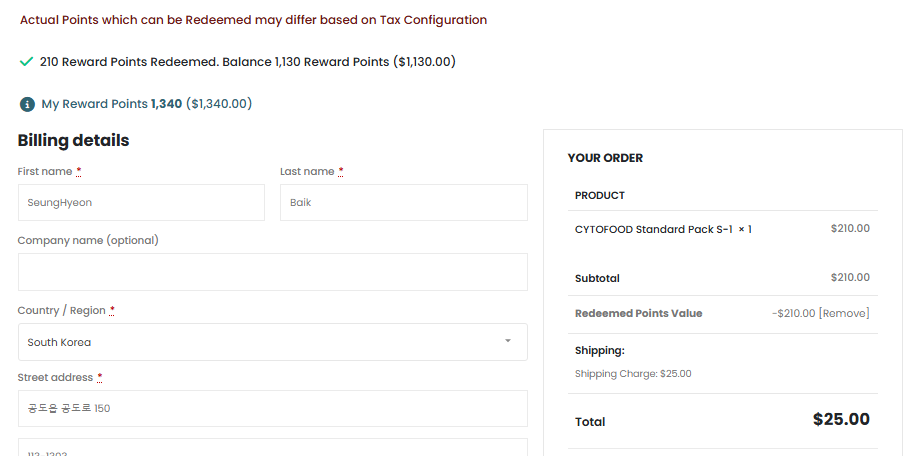 Actual Points which can be Redeemed may differ based on Tax Configuration
210 Reward Points Redeemed. Balance 1,130 Reward Points ($1,130.00)
My Reward Points 1,340 ($1,340.00)
Billing details
First name *
Last name *
SeungHyeon
Baik
Company name (optional)
Country / Region *
South Korea
Street address *
공도읍 공도로 150
YOUR ORDER
PRODUCT
CYTOFOOD Standard Pack S-1 × 1 $210.00
Subtotal $210.00
Redeemed Points Value -$210.00 [Remove]
Shipping:
Shipping Charge: $25.00
Total $25.00